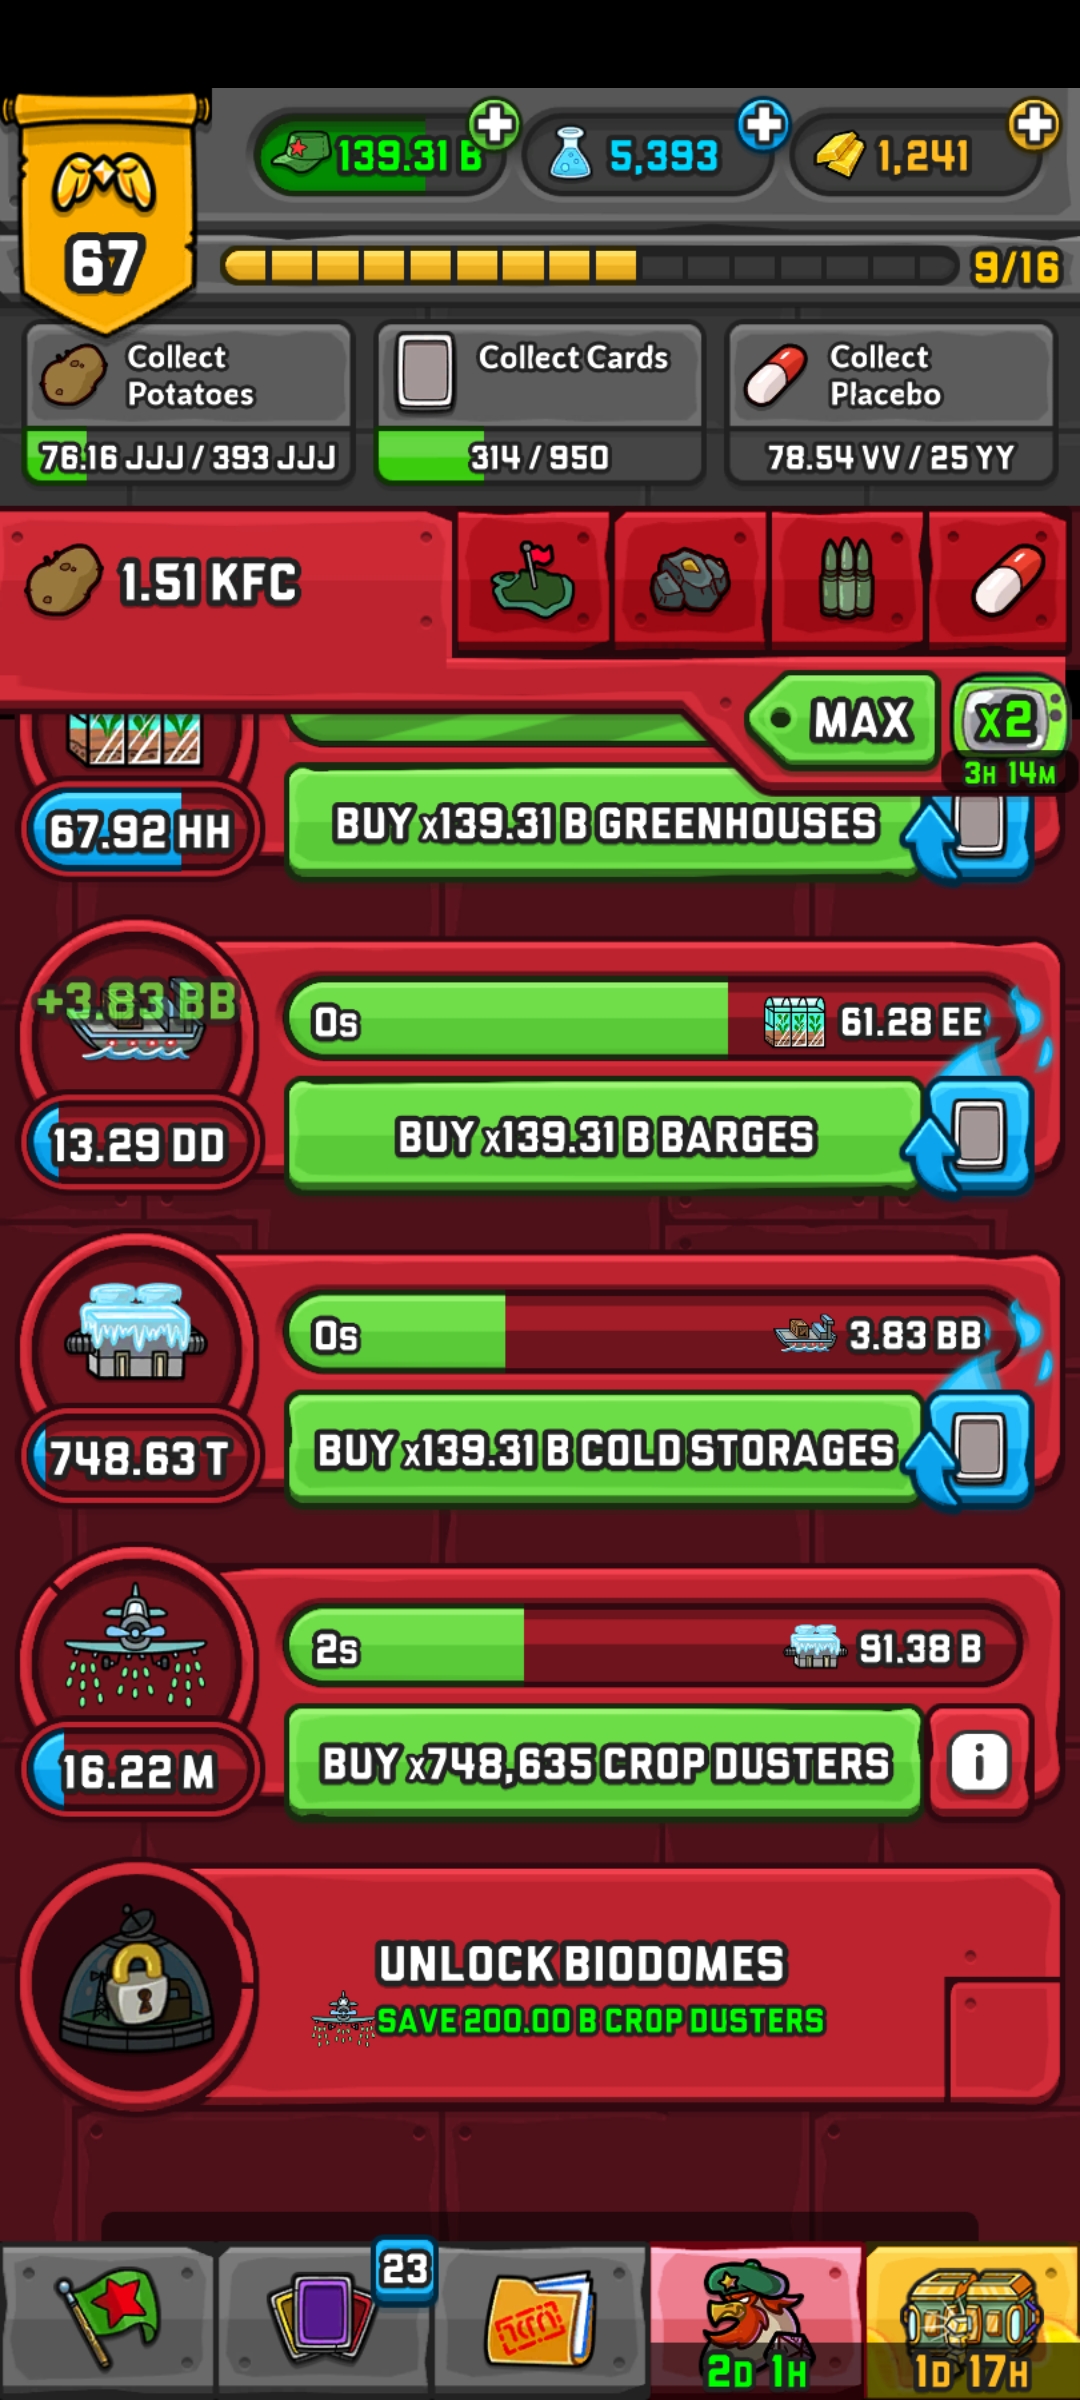 139.31 B
5,393
1,241
67
9/16
Collect
Potatoes
76.16 JJJ / 393 JJJ
Collect Cards
314 / 950
Collect
Placebo
78.54 VV / 25 YY
1.51 KFC
MAX
x2
3H 14M
67.92 HH
BUY x139.31 B GREENHOUSES
+3.83 BB
0s
61.28 EE
13.29 DD
BUY x139.31 B BARGES
0s
3.83 BB
748.63 T
BUY x139.31 B COLD STORAGES
2s
91.38 B
16.22 M
BUY x748,635 CROP DUSTERS
i
UNLOCK BIODOMES
SAVE 200.00 B CROP DUSTERS
23
2D 1H
1D 17H